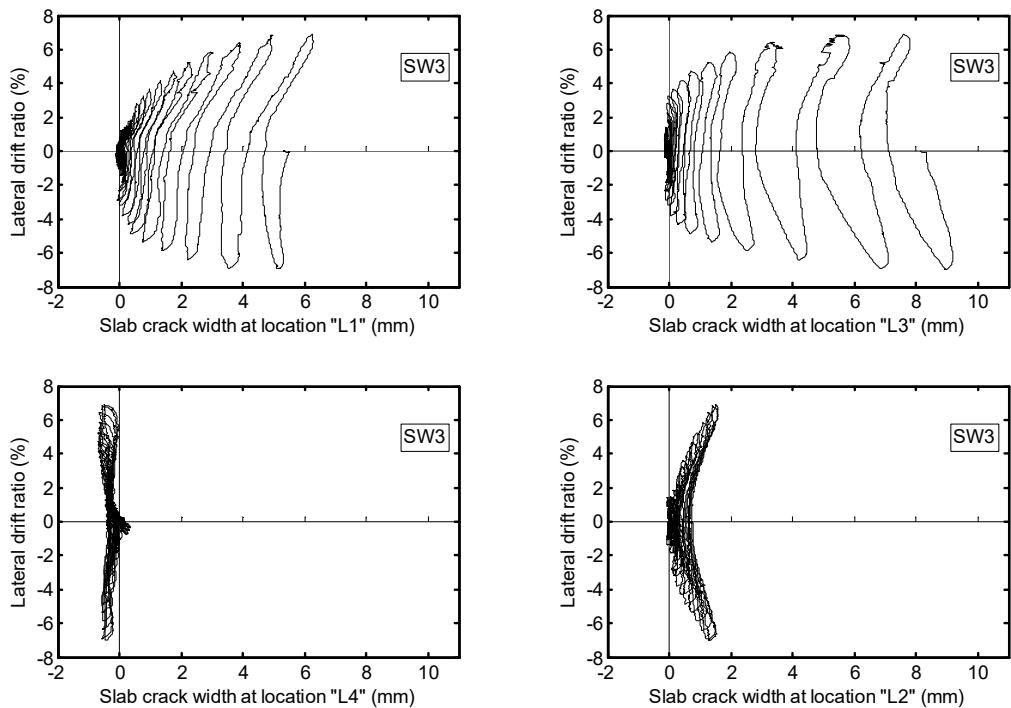 8
6
4
2
0
-2
-4
-6
-8
Lateral drift ratio (%)
SW3
-2 0 2 4 6 8 10
Slab crack width at location "L1" (mm)
8
6
4
2
0
-2
-4
-6
-8
Lateral drift ratio (%)
SW3
-2 0 2 4 6 8 10
Slab crack width at location "L3" (mm)
8
6
4
2
0
-2
-4
-6
-8
Lateral drift ratio (%)
SW3
-2 0 2 4 6 8 10
Slab crack width at location "L4" (mm)
8
6
4
2
0
-2
-4
-6
-8
Lateral drift ratio (%)
SW3
-2 0 2 4 6 8 10
Slab crack width at location "L2" (mm)